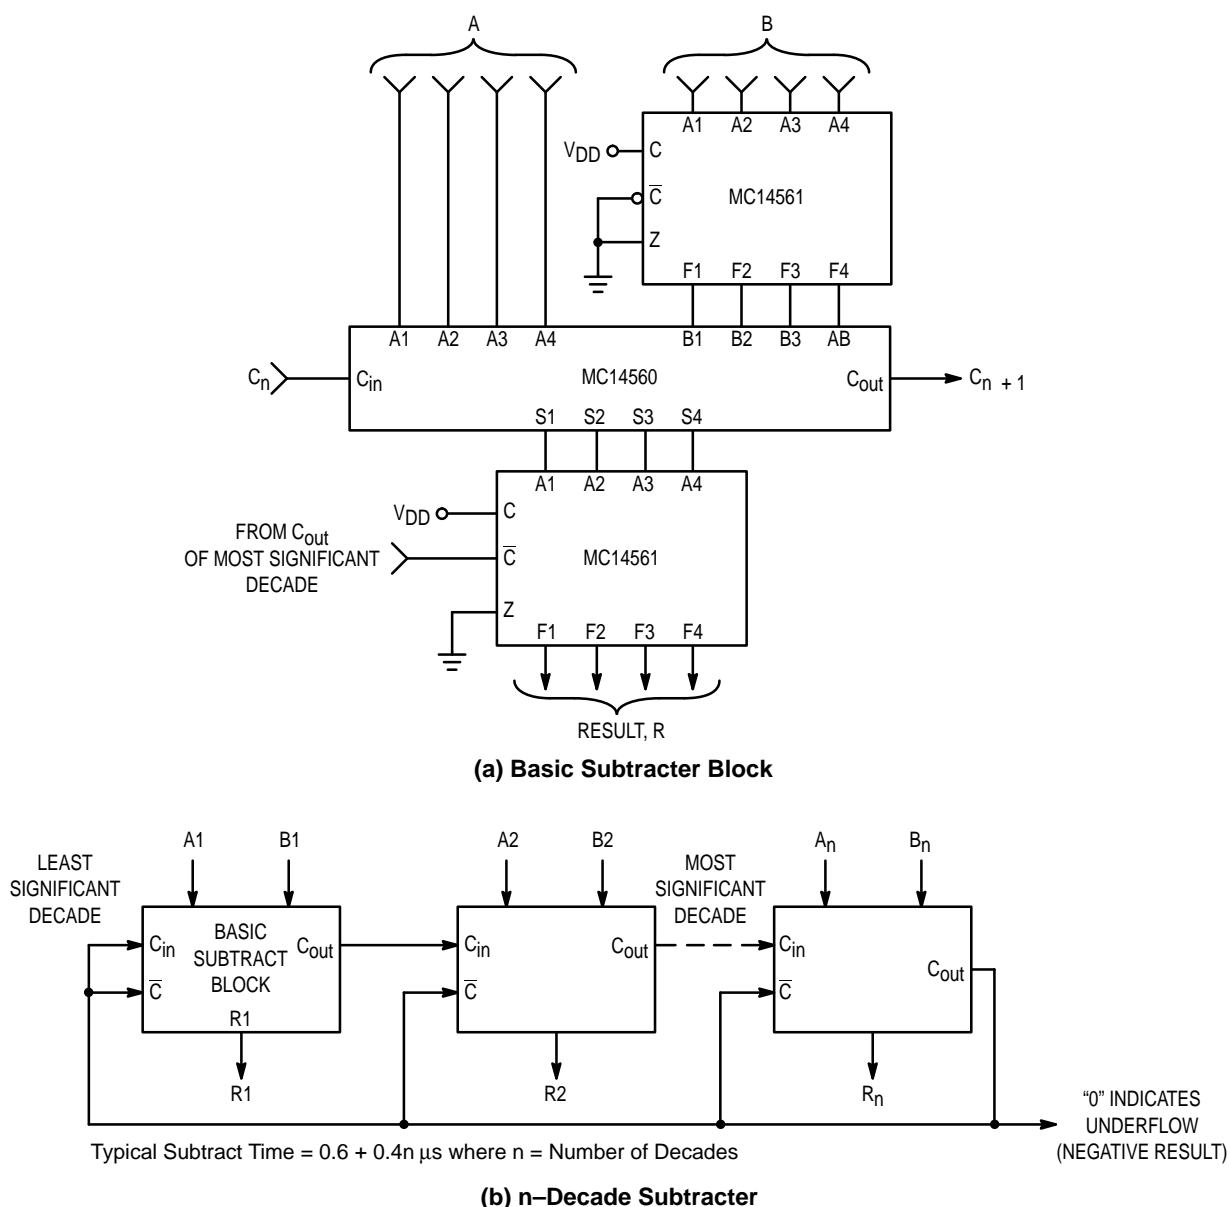 A
B
A1 A2 A3 A4
VDD
C
C̅
MC14561
Z
F1 F2 F3 F4
A1 A2 A3 A4
B1 B2 B3 AB
Cn
Cin
MC14560
Cout
Cn + 1
S1 S2 S3 S4
A1 A2 A3 A4
VDD
C
FROM Cout
OF MOST SIGNIFICANT
DECADE
C̅
MC14561
Z
F1 F2 F3 F4
RESULT, R
(a) Basic Subtracter Block
A1
B1
A2
B2
An
Bn
LEAST
SIGNIFICANT
DECADE
MOST
SIGNIFICANT
DECADE
Cin
C̅
BASIC
SUBTRACT
BLOCK
Cout
R1
Cin
C̅
Cout
Cin
C̅
Cout
R1
R2
Rn
“0” INDICATES
UNDERFLOW
(NEGATIVE RESULT)
Typical Subtract Time = 0.6 + 0.4n µs where n = Number of Decades
(b) n–Decade Subtracter